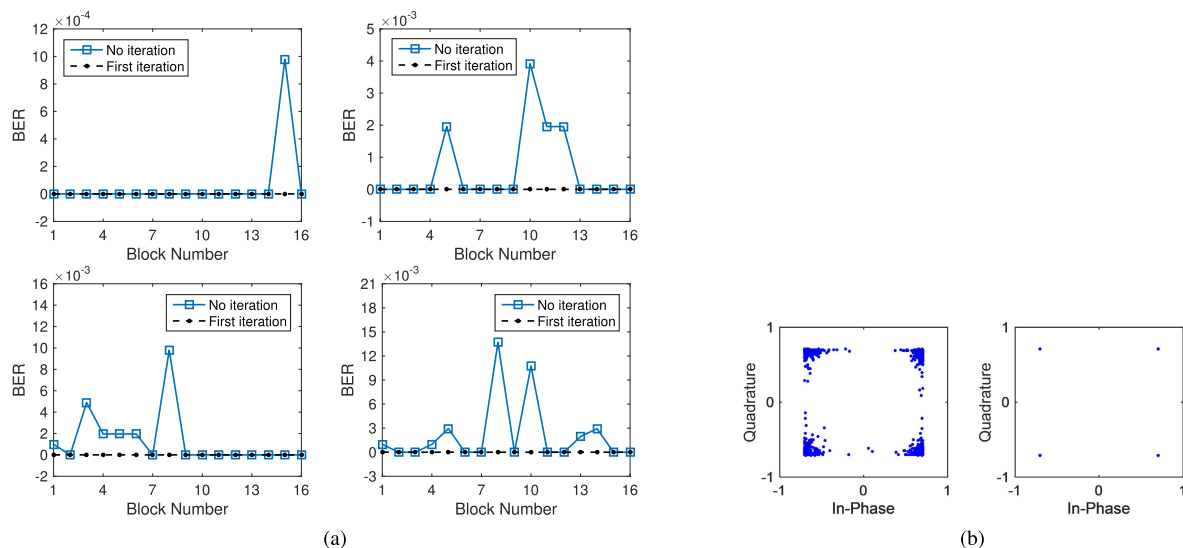 ×10^-4
12
10
8
6
4
2
0
-2
BER
No iteration
First iteration
1 4 7 10 13 16
Block Number
×10^-3
5
4
3
2
1
0
-1
BER
No iteration
First iteration
1 4 7 10 13 16
Block Number
×10^-3
16
14
12
10
8
6
4
2
0
-2
BER
No iteration
First iteration
1 4 7 10 13 16
Block Number
×10^-3
21
18
15
12
9
6
3
0
-3
BER
No iteration
First iteration
1 4 7 10 13 16
Block Number
(a)
1
0
-1
Quadrature
-1 0 1
In-Phase
1
0
-1
Quadrature
-1 0 1
In-Phase
(b)